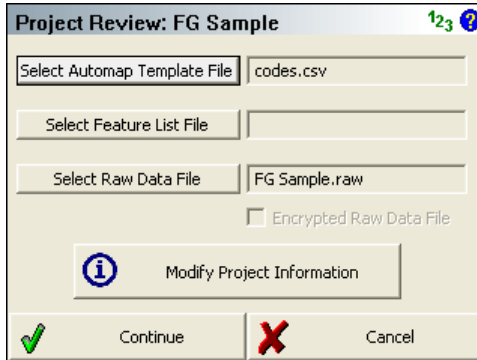 Project Review: FG Sample 123
Select Automap Template File codes.csv
Select Feature List File
Select Raw Data File FG Sample.raw
Encrypted Raw Data File
Modify Project Information
Continue Cancel